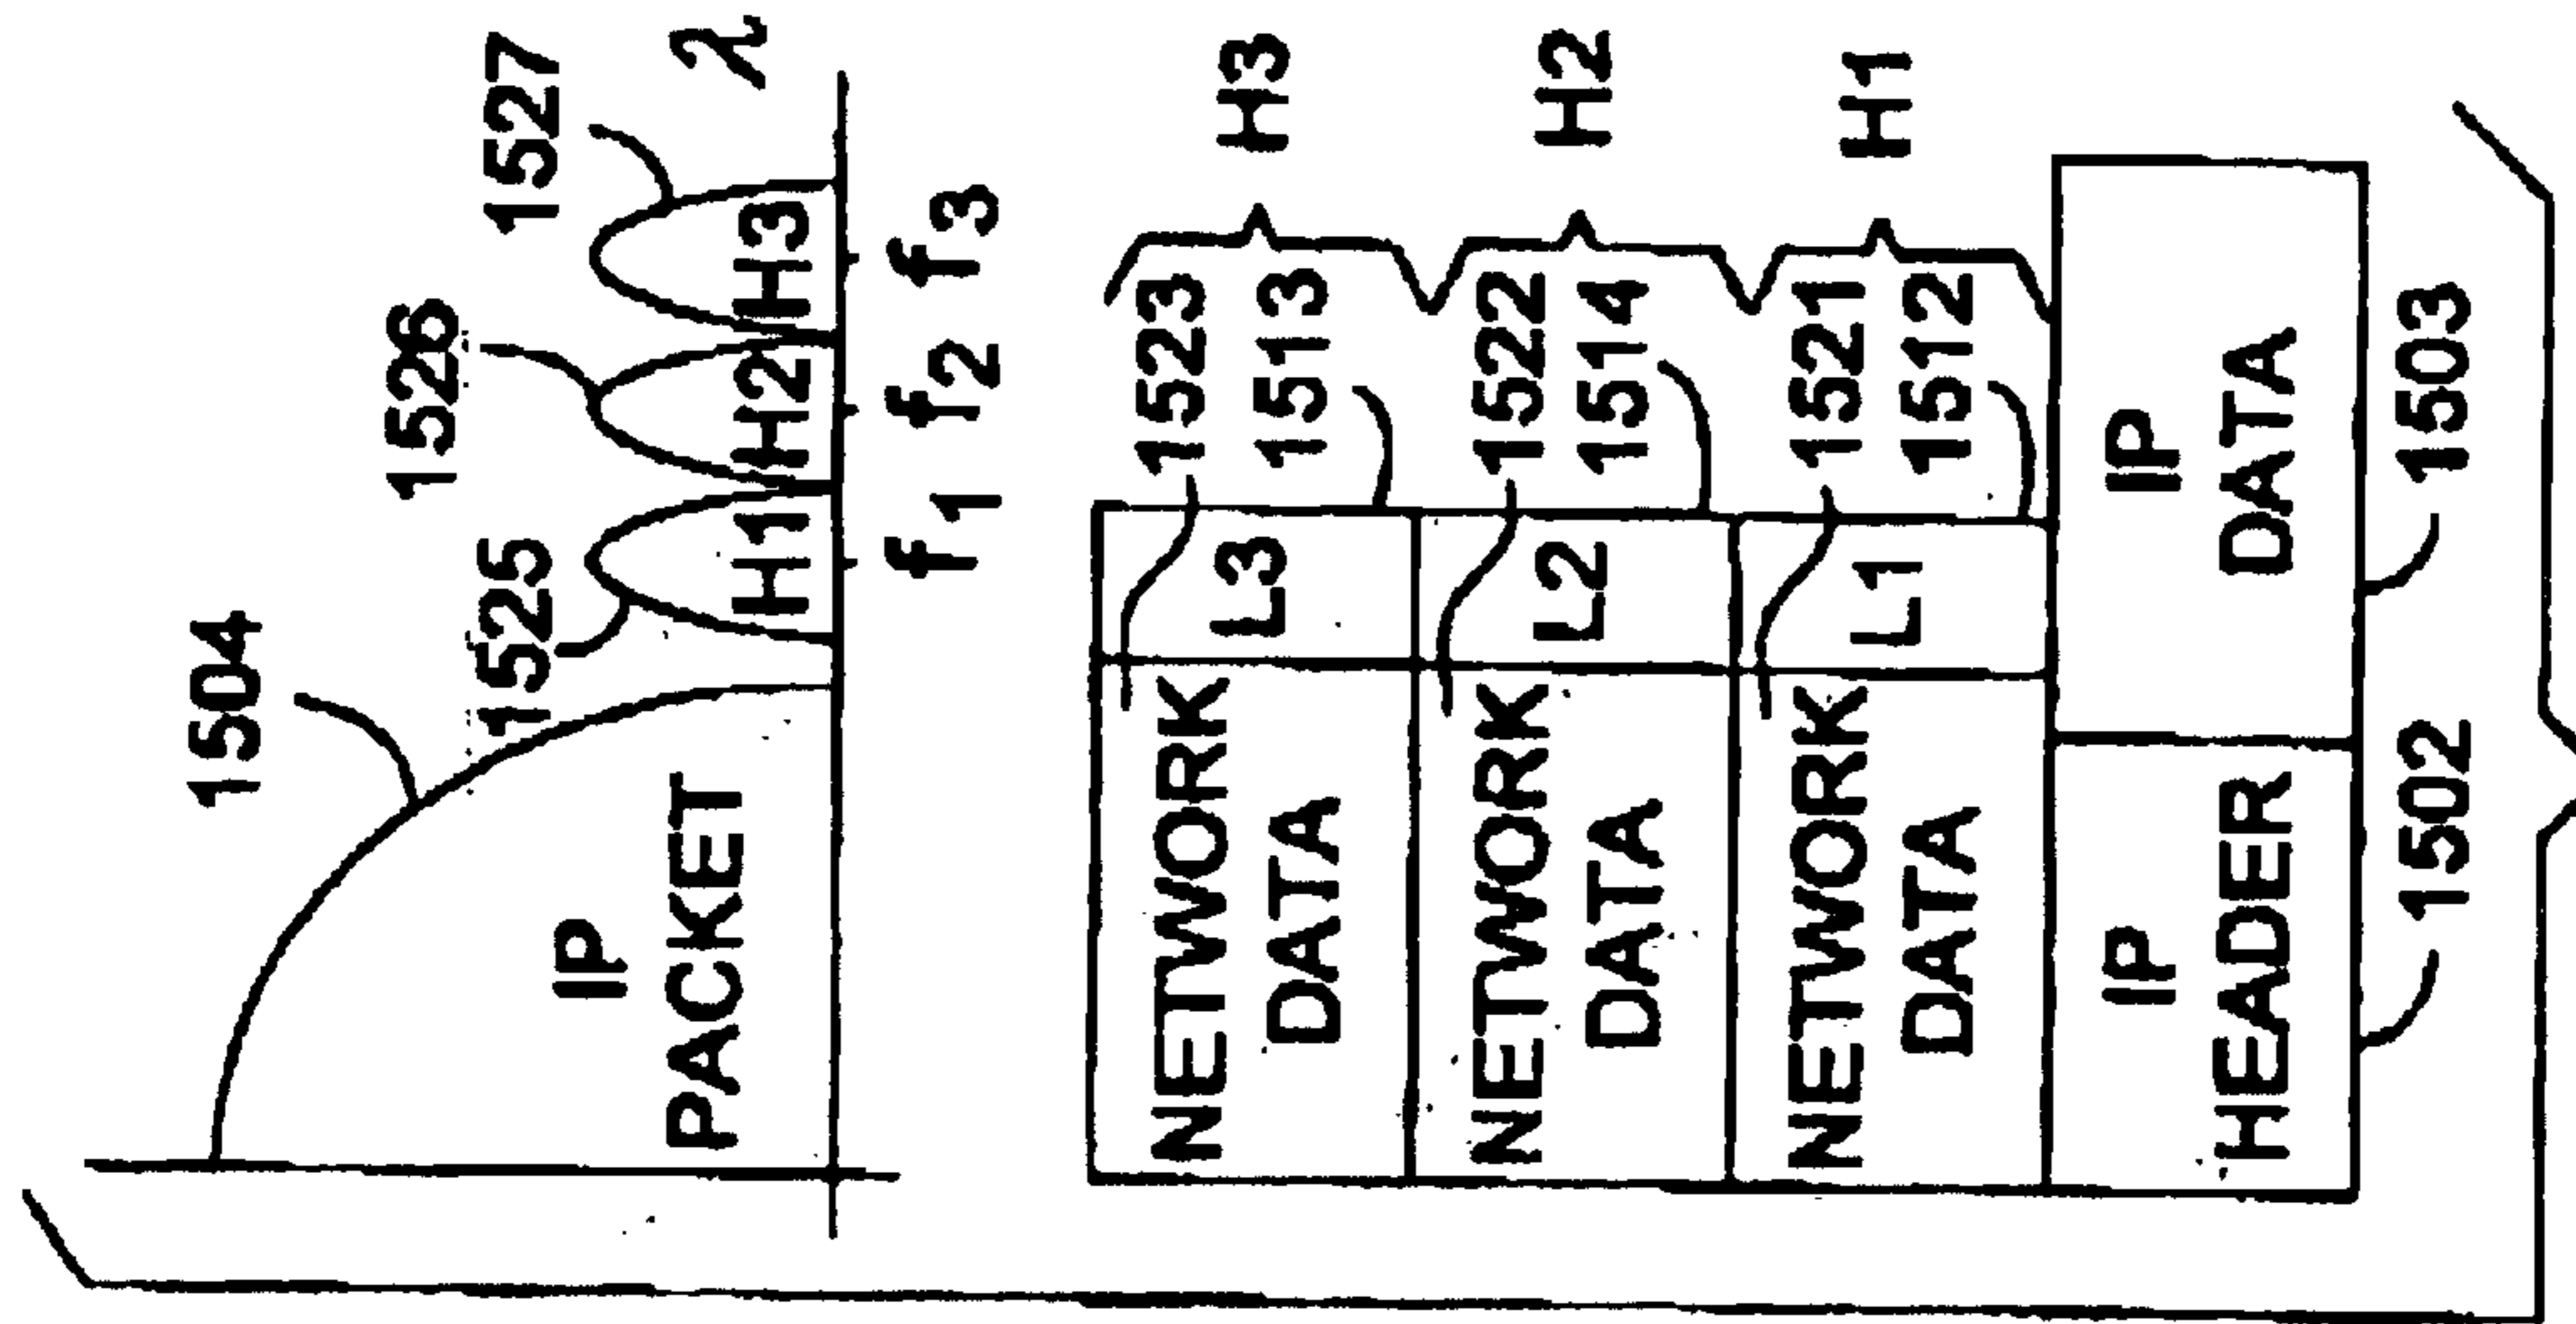 λ
1504
1525
1526
1527
IP
PACKET
H1
H2
H3
f1
f2
f3
NETWORK
DATA
L3
1523
1513
H3
NETWORK
DATA
L2
1522
1514
H2
NETWORK
DATA
L1
1521
1512
H1
IP
HEADER
IP
DATA
1502
1503